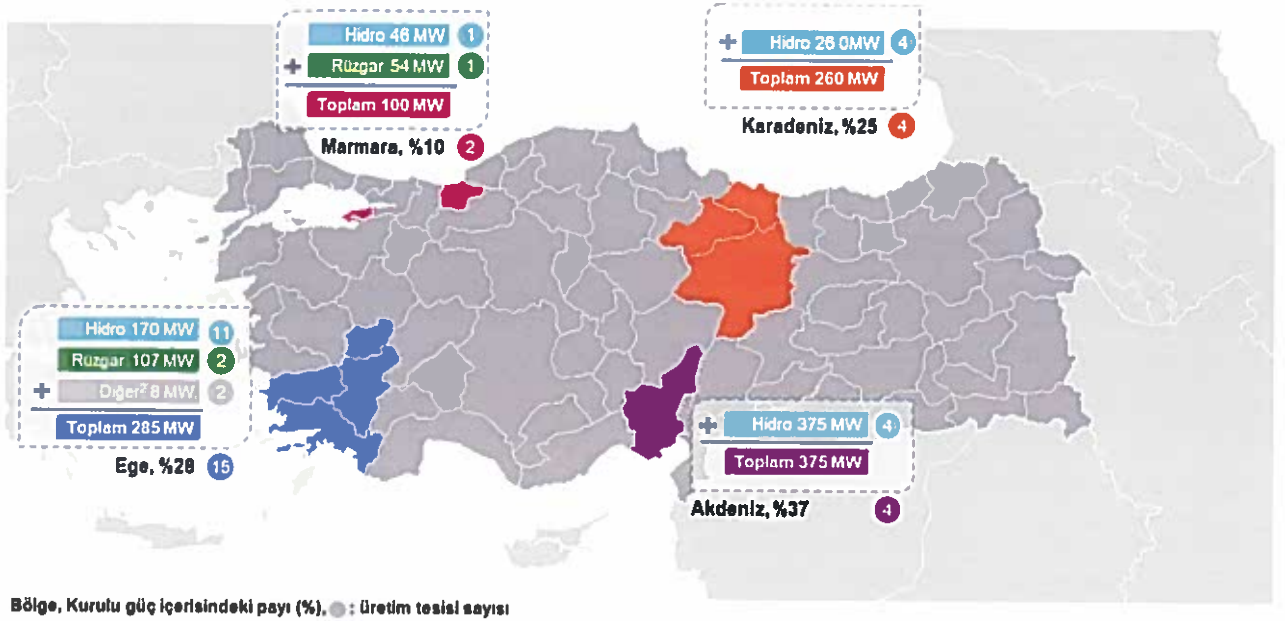 Hidro 46 MW 1
+ Rüzgar 54 MW 1
Toplam 100 MW
Marmara, %10 2
+ Hidro 26 0MW 4
Toplam 260 MW
Karadeniz, %25 4
Hidro 170 MW 11
Rüzgar 107 MW 2
+ Diğer² 8 MW 2
Toplam 285 MW
Ege, %28 15
+ Hidro 375 MW 4
Toplam 375 MW
Akdeniz, %37 4
Bölge, Kurulu güç içerisindeki payı (%), : üretim tesisi sayısı